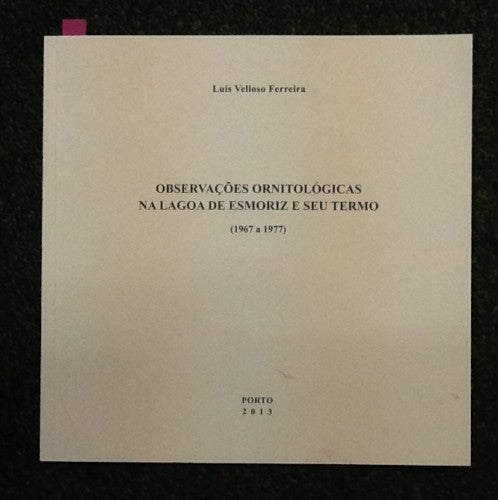 Luís Velloso Ferreira
OBSERVAÇÕES ORNITOLÓGICAS
NA LAGOA DE ESMORIZ E SEU TERMO
(1967 a 1977)
PORTO
2013